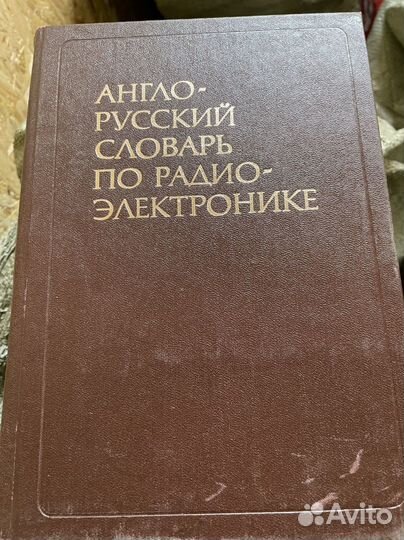 АНГЛО-
РУССКИЙ
СЛОВАРЬ
ПО РАДИО-
ЭЛЕКТРОНИКЕ
Avito